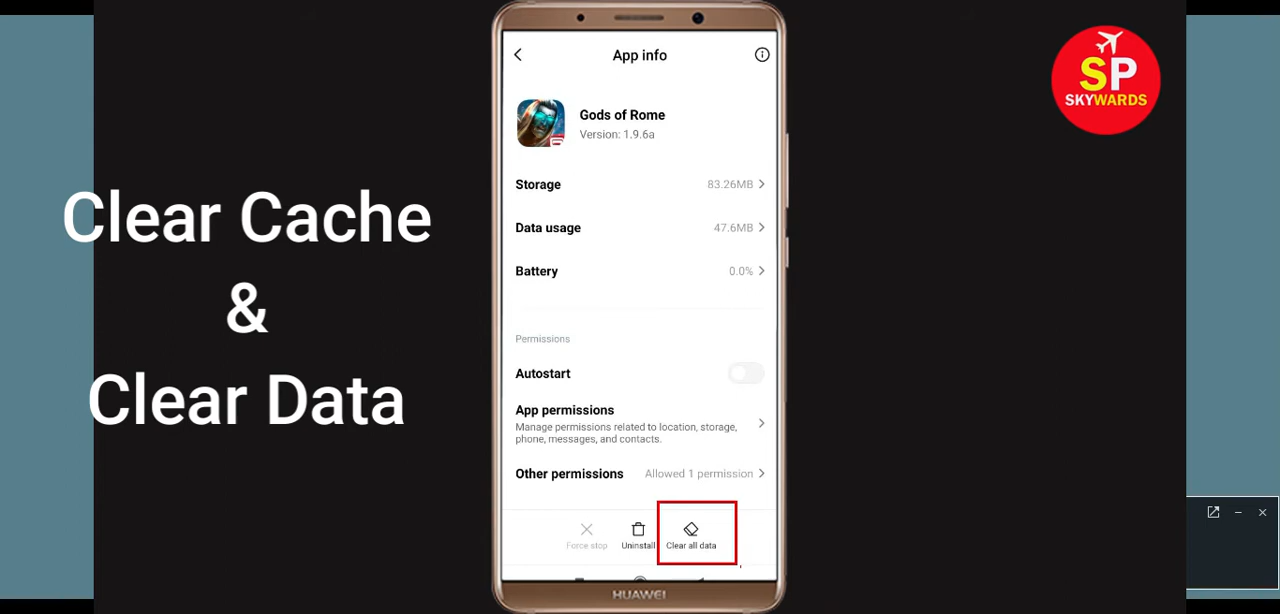 SP
SKYWARDS
Clear Cache
&
Clear Data
App info
Gods of Rome
Version: 1.9.6a
Storage 83.26MB
Data usage 47.6MB
Battery 0.0%
Permissions
Autostart
App permissions
Manage permissions related to location, storage,
phone, messages, and contacts.
Other permissions Allowed 1 permission
Force stop Uninstall Clear all data
HUAWEI